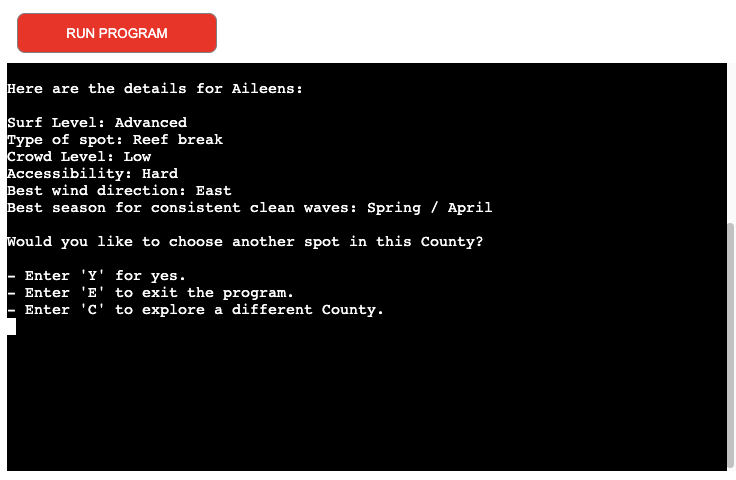 RUN PROGRAM
Here are the details for Aileens:
Surf Level: Advanced
Type of spot: Reef break
Crowd Level: Low
Accessibility: Hard
Best wind direction: East
Best season for consistent clean waves: Spring / April
Would you like to choose another spot in this County?
- Enter 'Y' for yes.
- Enter 'E' to exit the program.
- Enter 'C' to explore a different County.